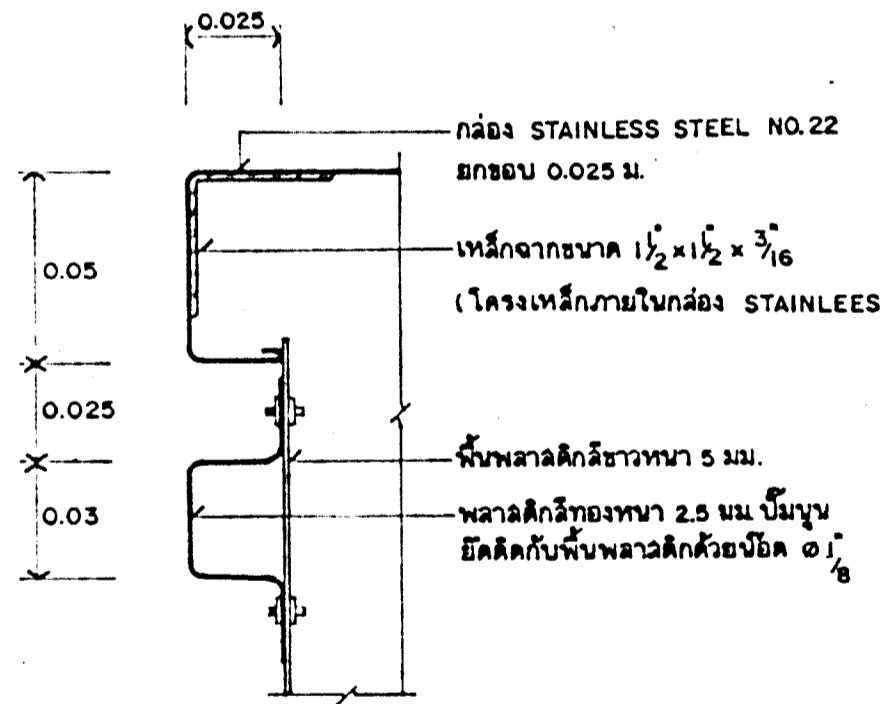 0.025
กล่อง STAINLESS STEEL NO. 22
ยกขอบ 0.025 ม.
เหล็กฉากขนาด 1 1/2" x 1 1/2" x 3/16"
0.05
(โครงเหล็กภายในกล่อง STAINLEES
0.025
พื้นพลาสติกสีขาวหนา 5 มม.
0.03
พลาสติกสีทองหนา 2.5 มม. ปั๊มนูน
ยึดติดกับพื้นพลาสติกด้วยน๊อต ø 1/8"